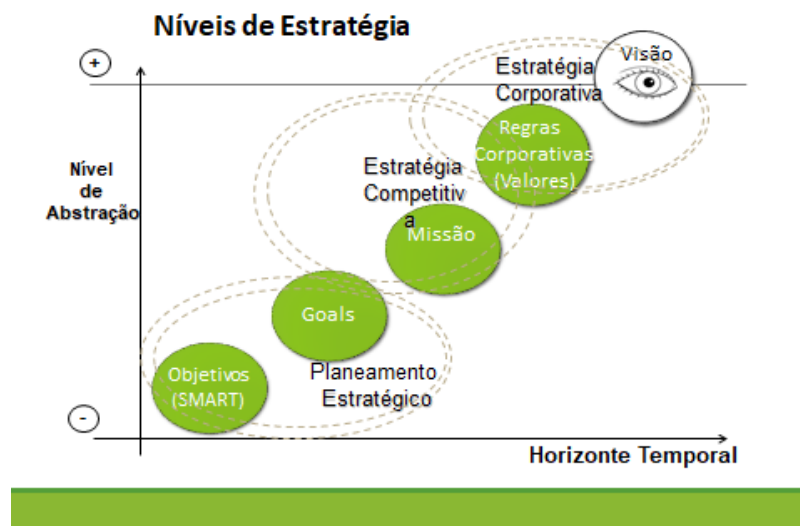 Níveis de Estratégia
+
Visão
Estratégia
Corporativa
Regras
Corporativas
(Valores)
Nível
de
Abstração
Estratégia
Competitiv
a
Missão
Goals
Planeamento
Estratégico
Objetivos
(SMART)
-
Horizonte Temporal